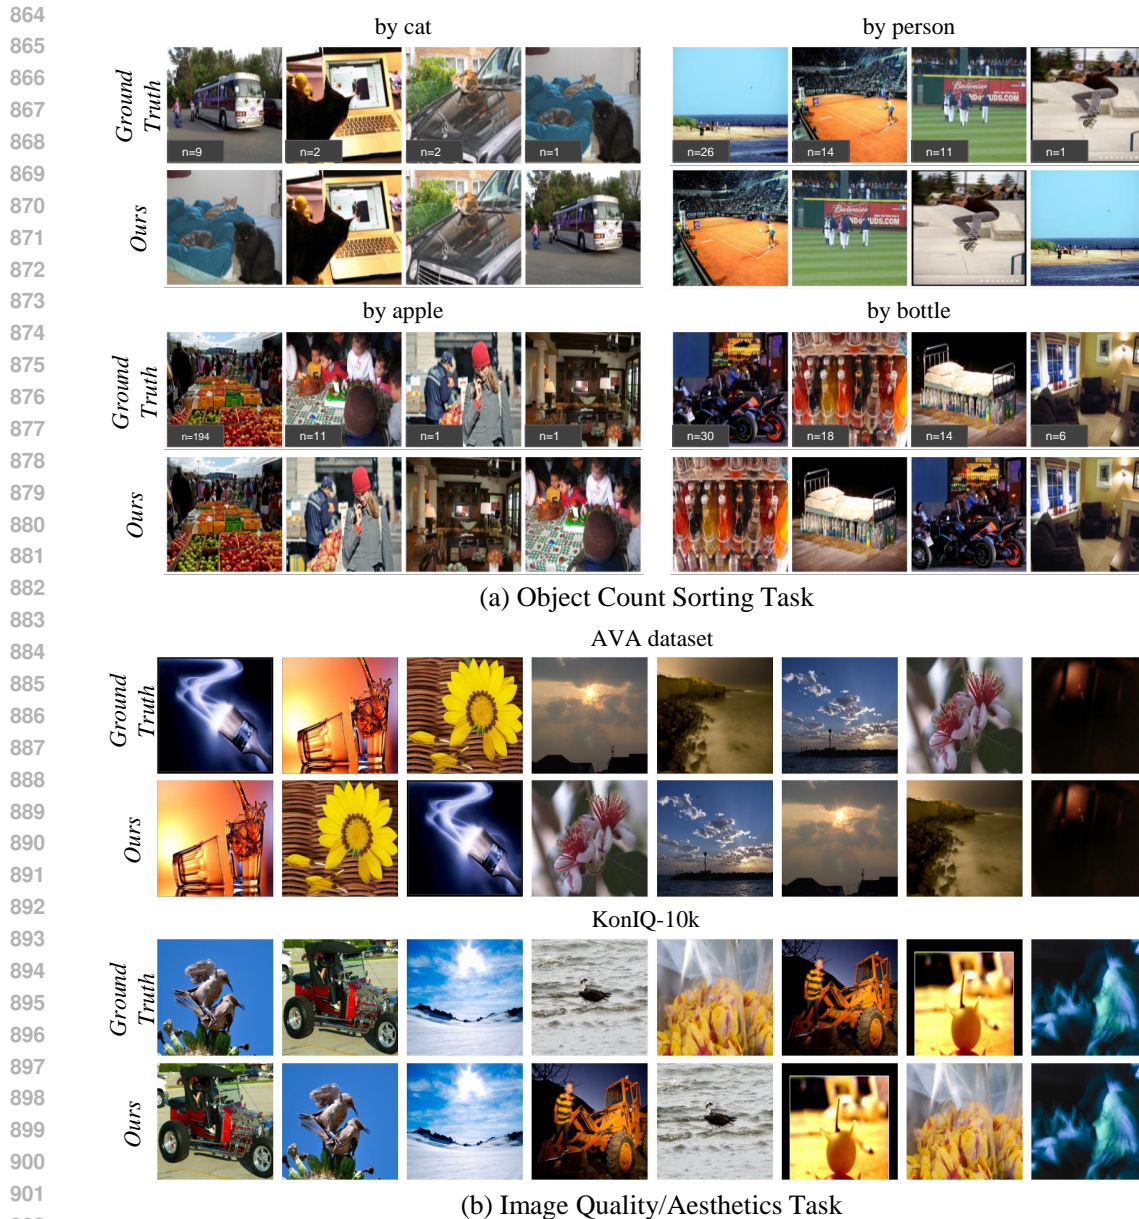 864
865
866
867
868
869
870
871
872
873
874
875
876
877
878
879
880
881
882
883
884
885
886
887
888
889
890
891
892
893
894
895
896
897
898
899
900
901
by cat
by person
Ground Truth
n=9
n=2
n=2
n=1
n=26
n=14
n=11
n=1
Budweiser
Ours
Budweiser
by apple
by bottle
Ground Truth
n=194
n=11
n=1
n=1
n=30
n=18
n=14
n=6
Ours
(a) Object Count Sorting Task
AVA dataset
Ground Truth
Ours
KonIQ-10k
Ground Truth
Ours
(b) Image Quality/Aesthetics Task